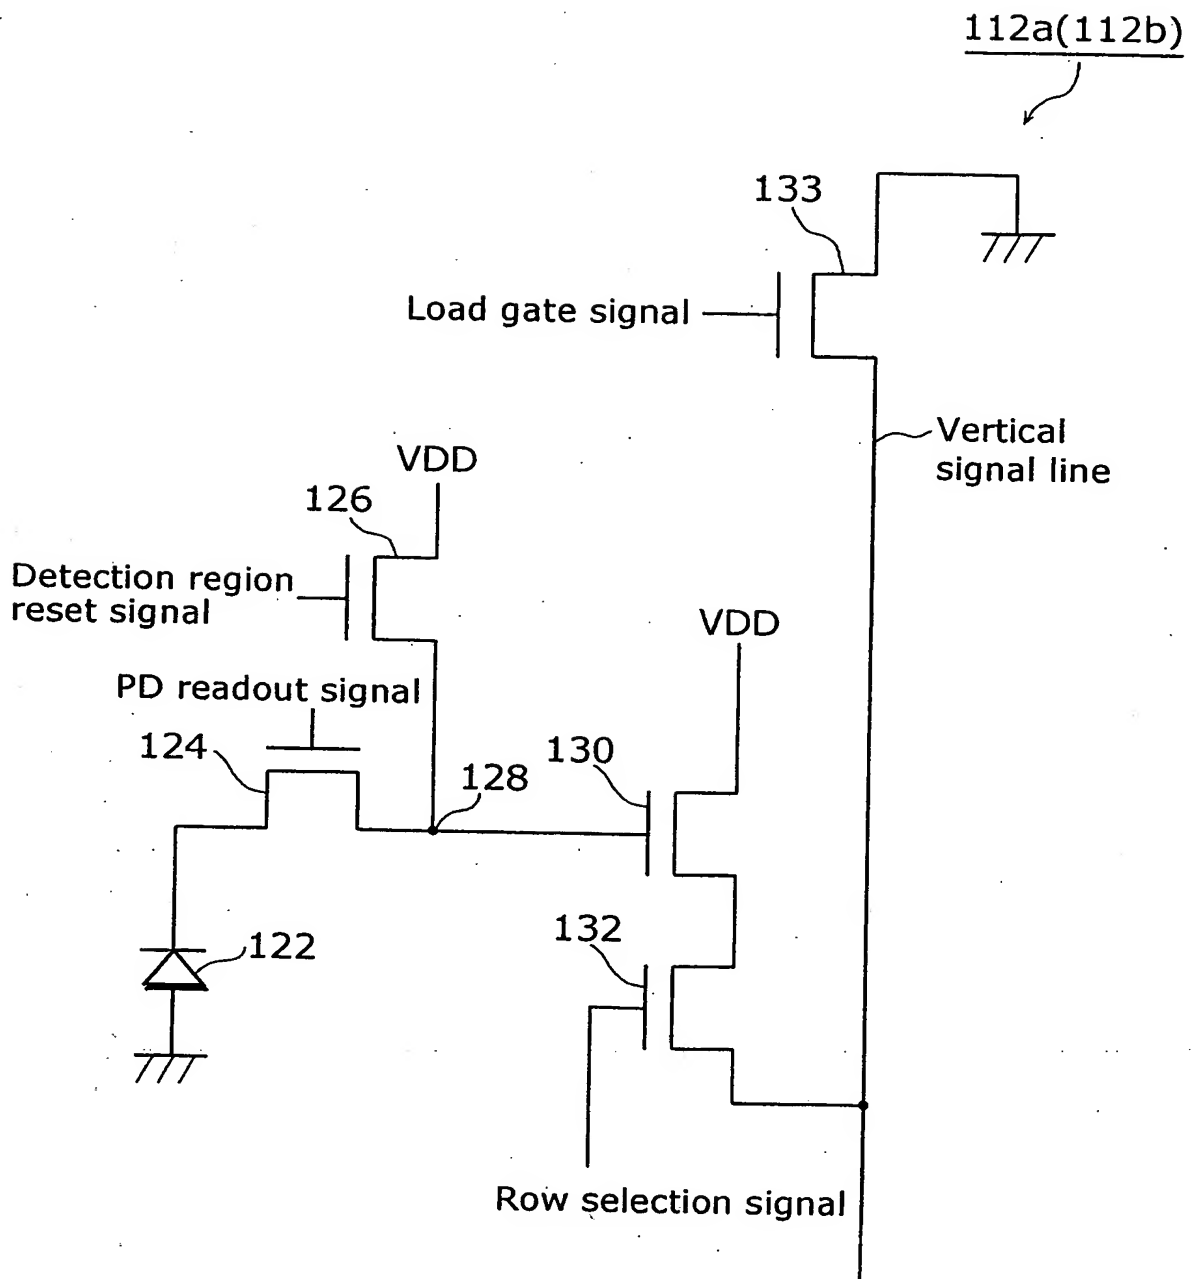 112a(112b)
133
Load gate signal
Vertical
signal line
VDD
126
Detection region
reset signal
VDD
PD readout signal
124
130
128
132
122
Row selection signal